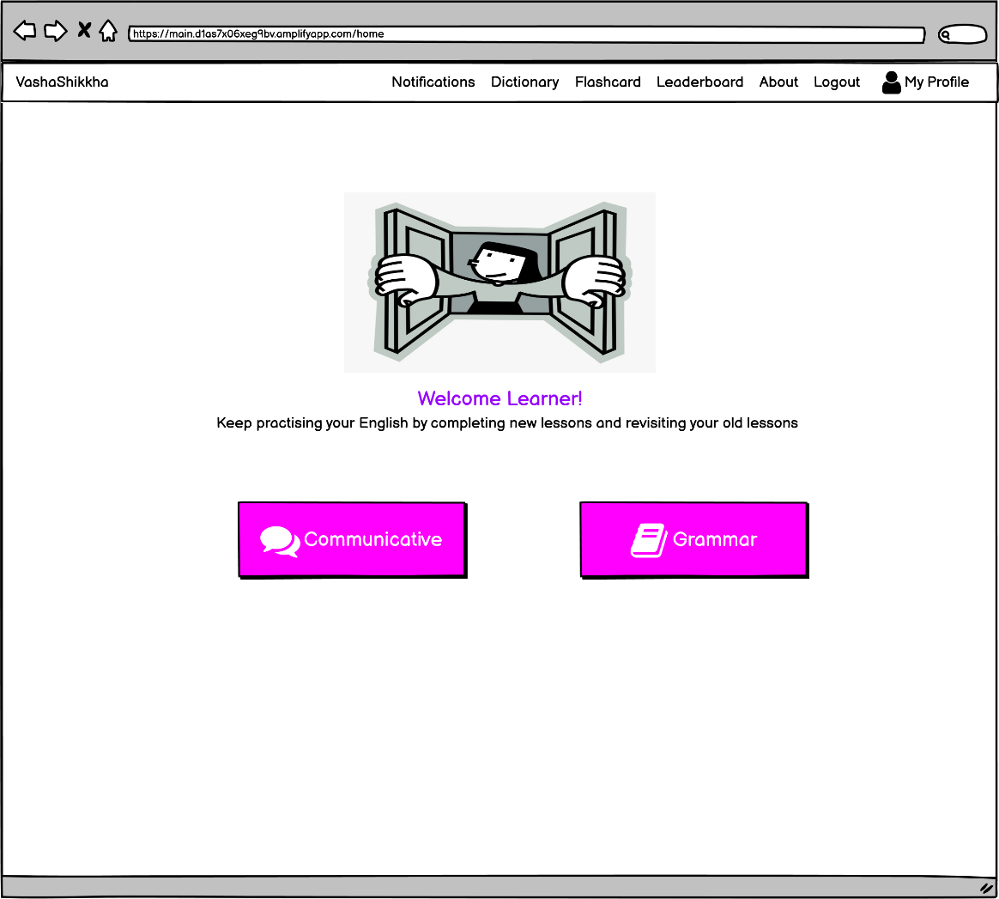 https://main.d1as7x06xeg9bv.amplifyapp.com/home
VashaShikkha Notifications Dictionary Flashcard Leaderboard About Logout My Profile
Welcome Learner!
Keep practising your English by completing new lessons and revisiting your old lessons
Communicative Grammar